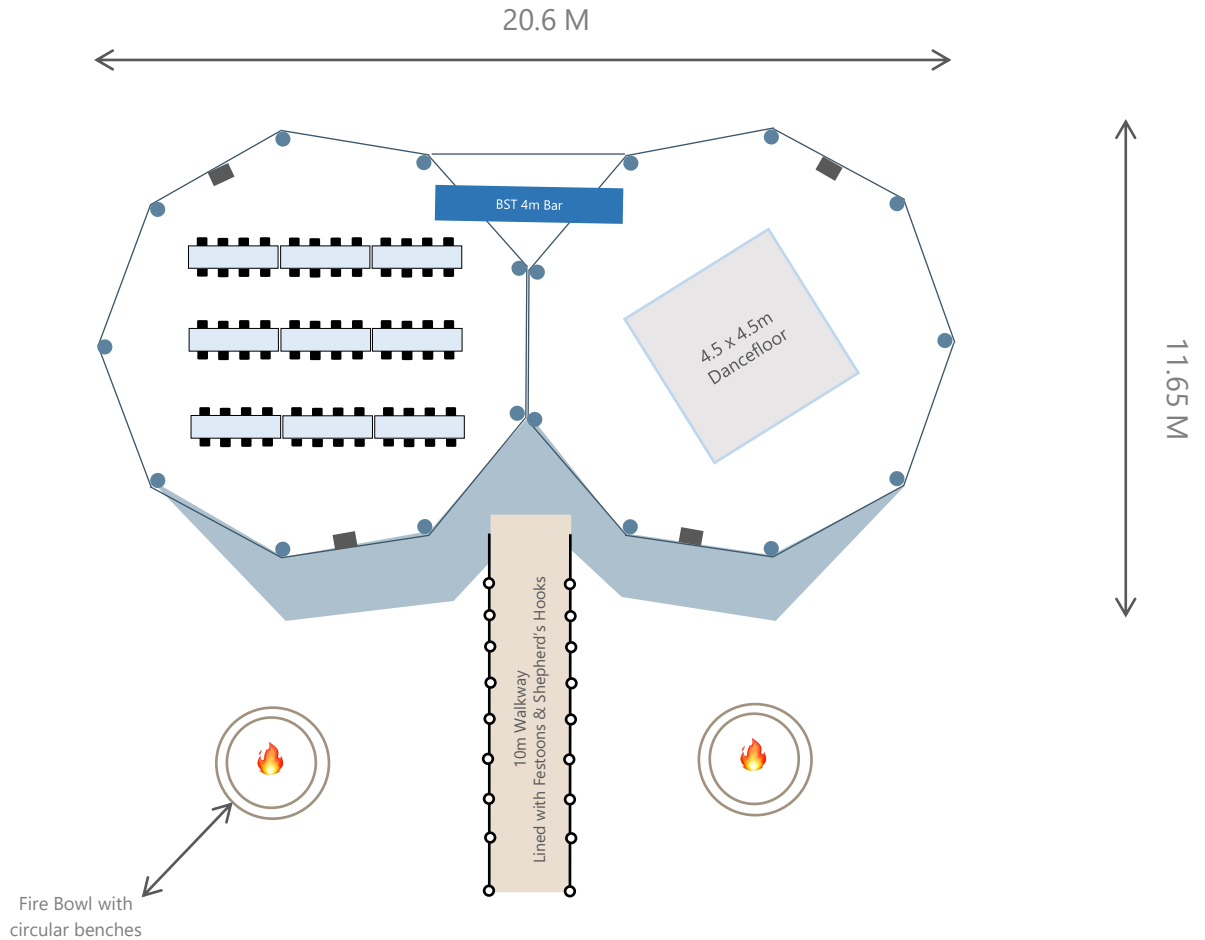 20.6 M
BST 4m Bar
4.5 x 4.5m
Dancefloor
11.65 M
10m Walkway
Lined with Festoons & Shepherd's Hooks
Fire Bowl with
circular benches